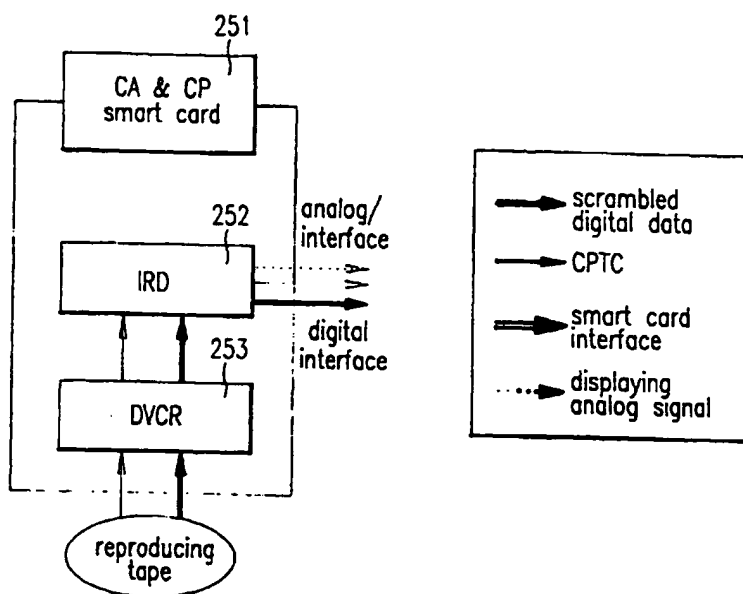 251
CA & CP
smart card
252
analog/
interface
IRD
digital
interface
253
DVCR
reproducing
tape
scrambled
digital data
CPTC
smart card
interface
displaying
analog signal